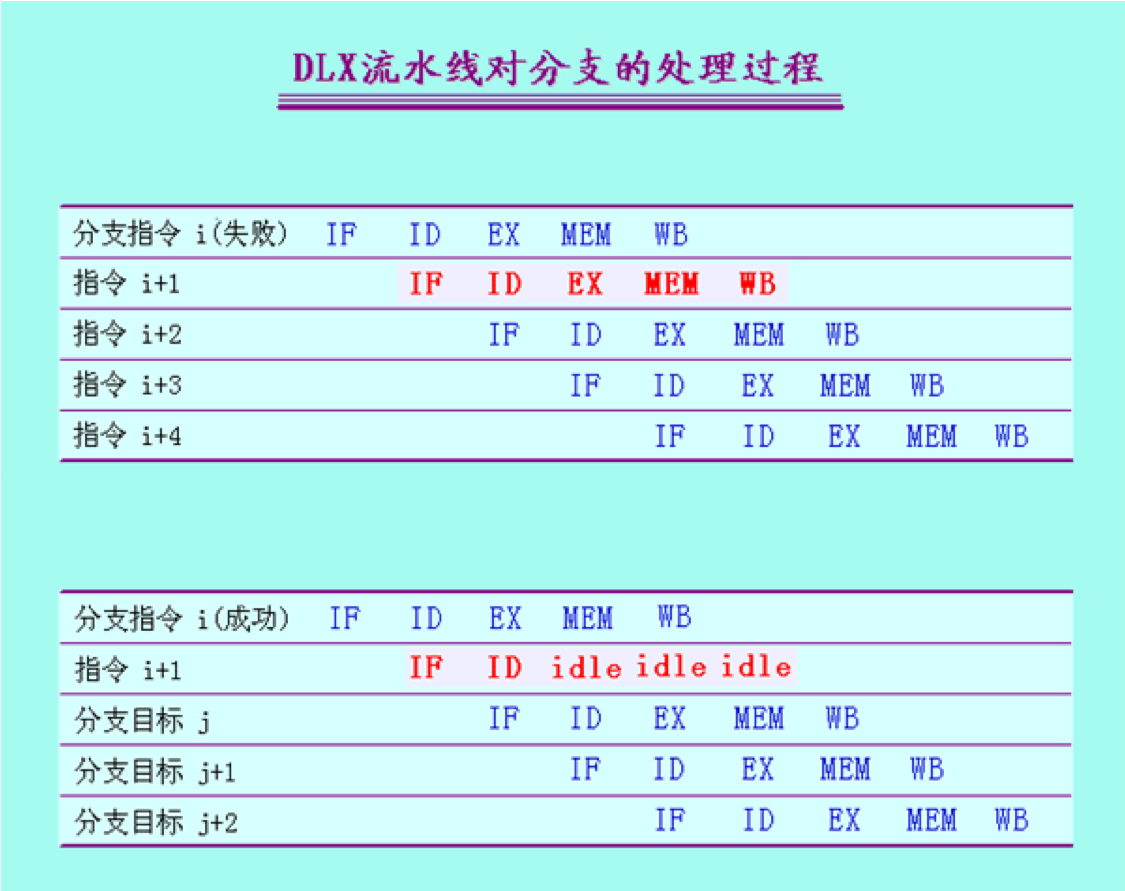 DLX流水线对分支的处理过程
分支指令 i(失败) IF ID EX MEM WB
指令 i+1 IF ID EX MEM WB
指令 i+2 IF ID EX MEM WB
指令 i+3 IF ID EX MEM WB
指令 i+4 IF ID EX MEM WB
分支指令 i(成功) IF ID EX MEM WB
指令 i+1 IF ID idle idle idle
分支目标 j IF ID EX MEM WB
分支目标 j+1 IF ID EX MEM WB
分支目标 j+2 IF ID EX MEM WB